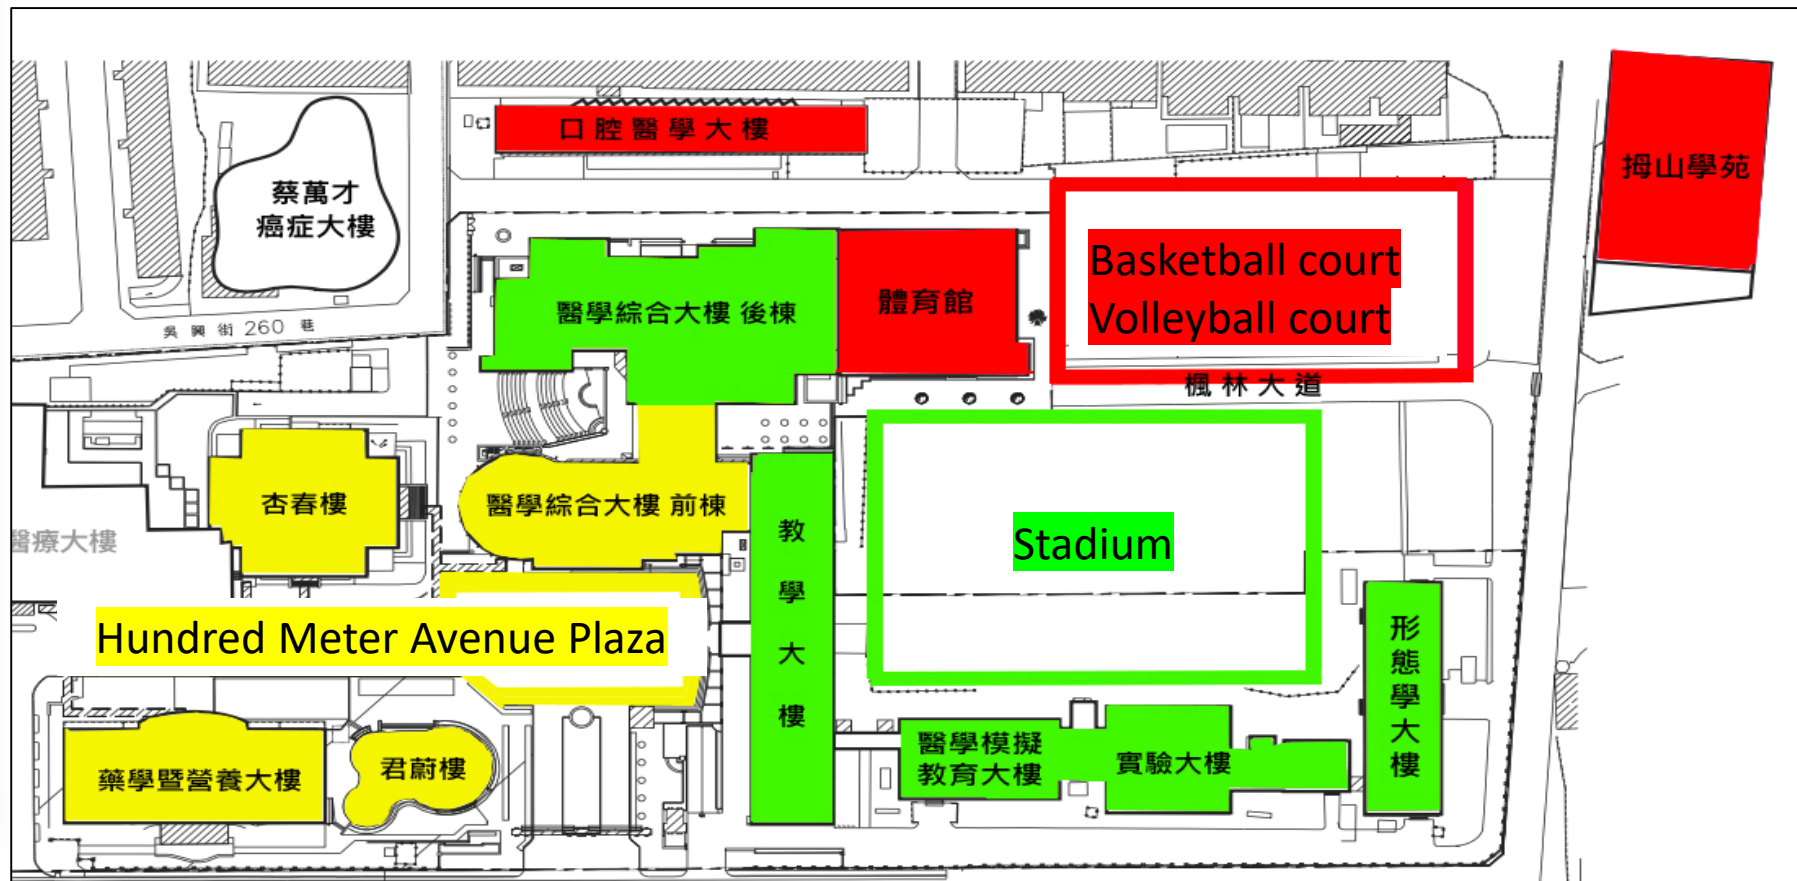 口腔醫學大樓
拇山學苑
蔡萬才
癌症大樓
Basketball court
Volleyball court
醫學綜合大樓 後棟
體育館
吳興街 260 巷
楓林大道
杏春樓
醫學綜合大樓 前棟
醫療大樓
教學大樓
Stadium
Hundred Meter Avenue Plaza
形態學大樓
藥學暨營養大樓
君蔚樓
醫學模擬
教育大樓
實驗大樓